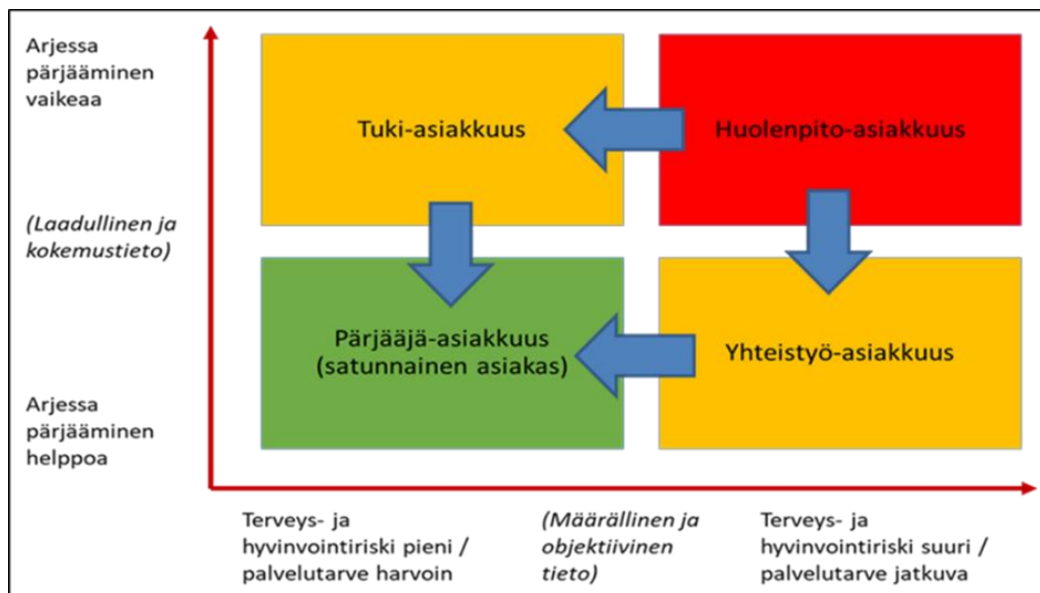 Arjessa
pärjääminen
vaikeaa
Tuki-asiakkuus
Huolenpito-asiakkuus
(Laadullinen ja
kokemustieto)
Pärjääjä-asiakkuus
(satunnainen asiakas)
Yhteistyö-asiakkuus
Arjessa
pärjääminen
helppoa
Terveys- ja
hyvinvointiriski pieni /
palvelutarve harvoin
(Määrällinen ja
objektiivinen
tieto)
Terveys- ja
hyvinvointiriski suuri /
palvelutarve jatkuva